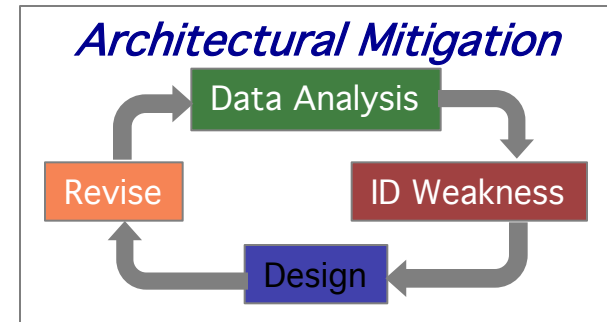 Architectural Mitigation
Data Analysis
Revise
ID Weakness
Design